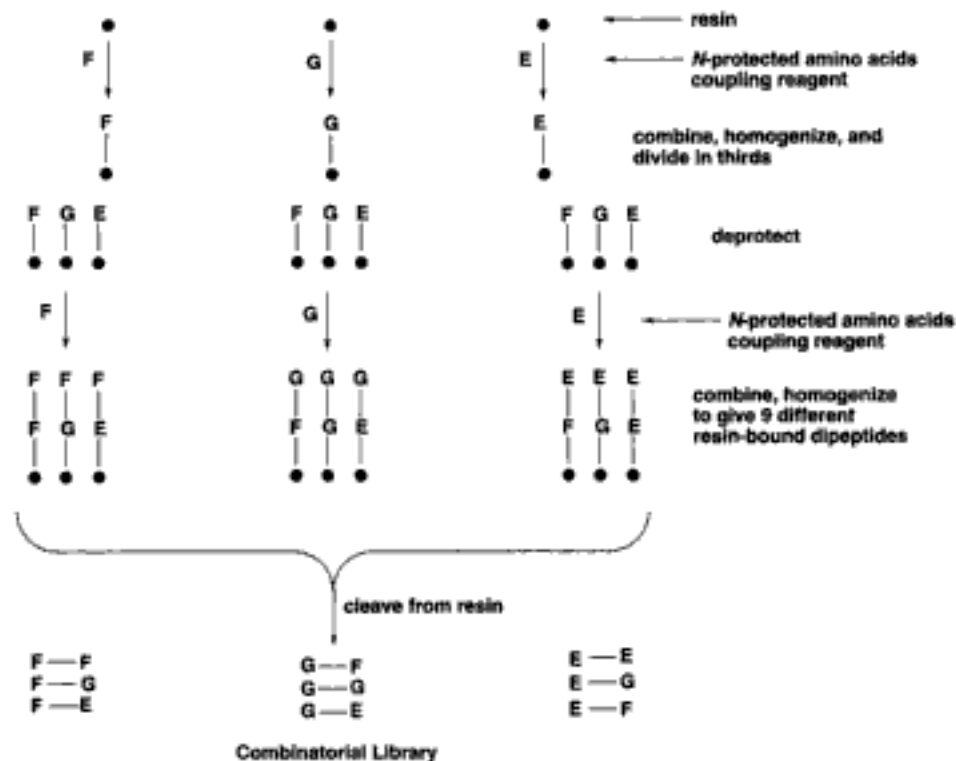 resin
F G E
N-protected amino acids
coupling reagent
F G E
combine, homogenize, and
divide in thirds
F G E F G E F G E
deprotect
F G E
N-protected amino acids
coupling reagent
F F F G G G E E E
combine, homogenize
to give 9 different
resin-bound dipeptides
F G E F G E F G E
cleave from resin
F — F G — F E — E
F — G G — G E — G
F — E G — E E — F
Combinatorial Library